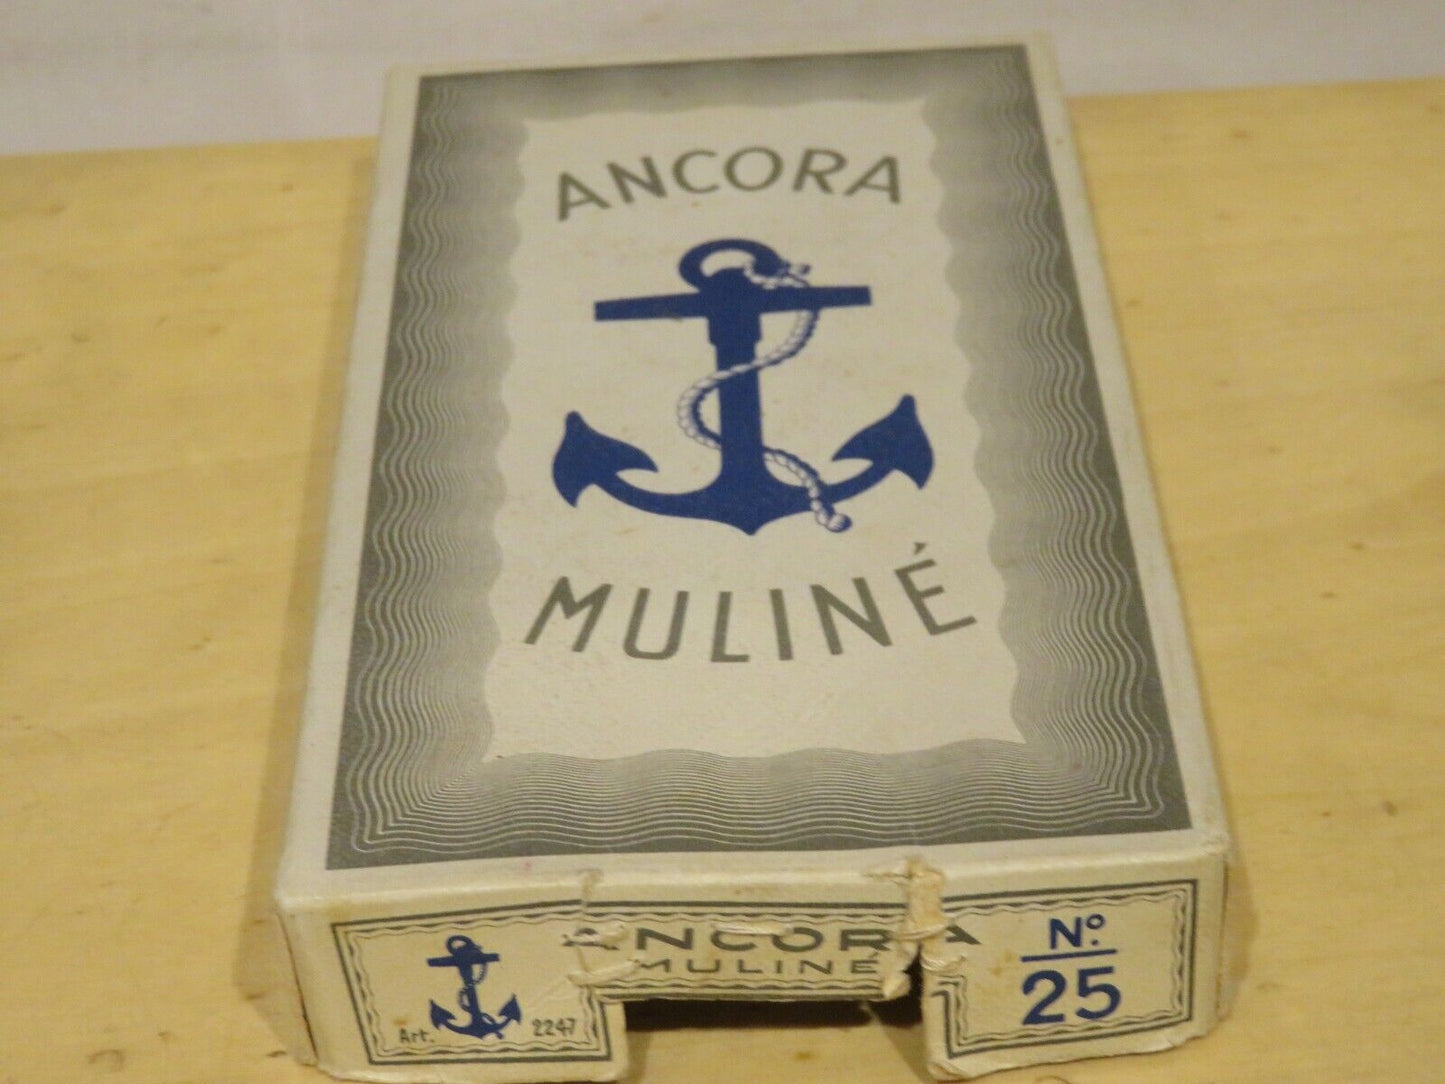 ANCORA
MULINÉ
ANCORA
MULINÉ
Art. 2247
Nº.
25